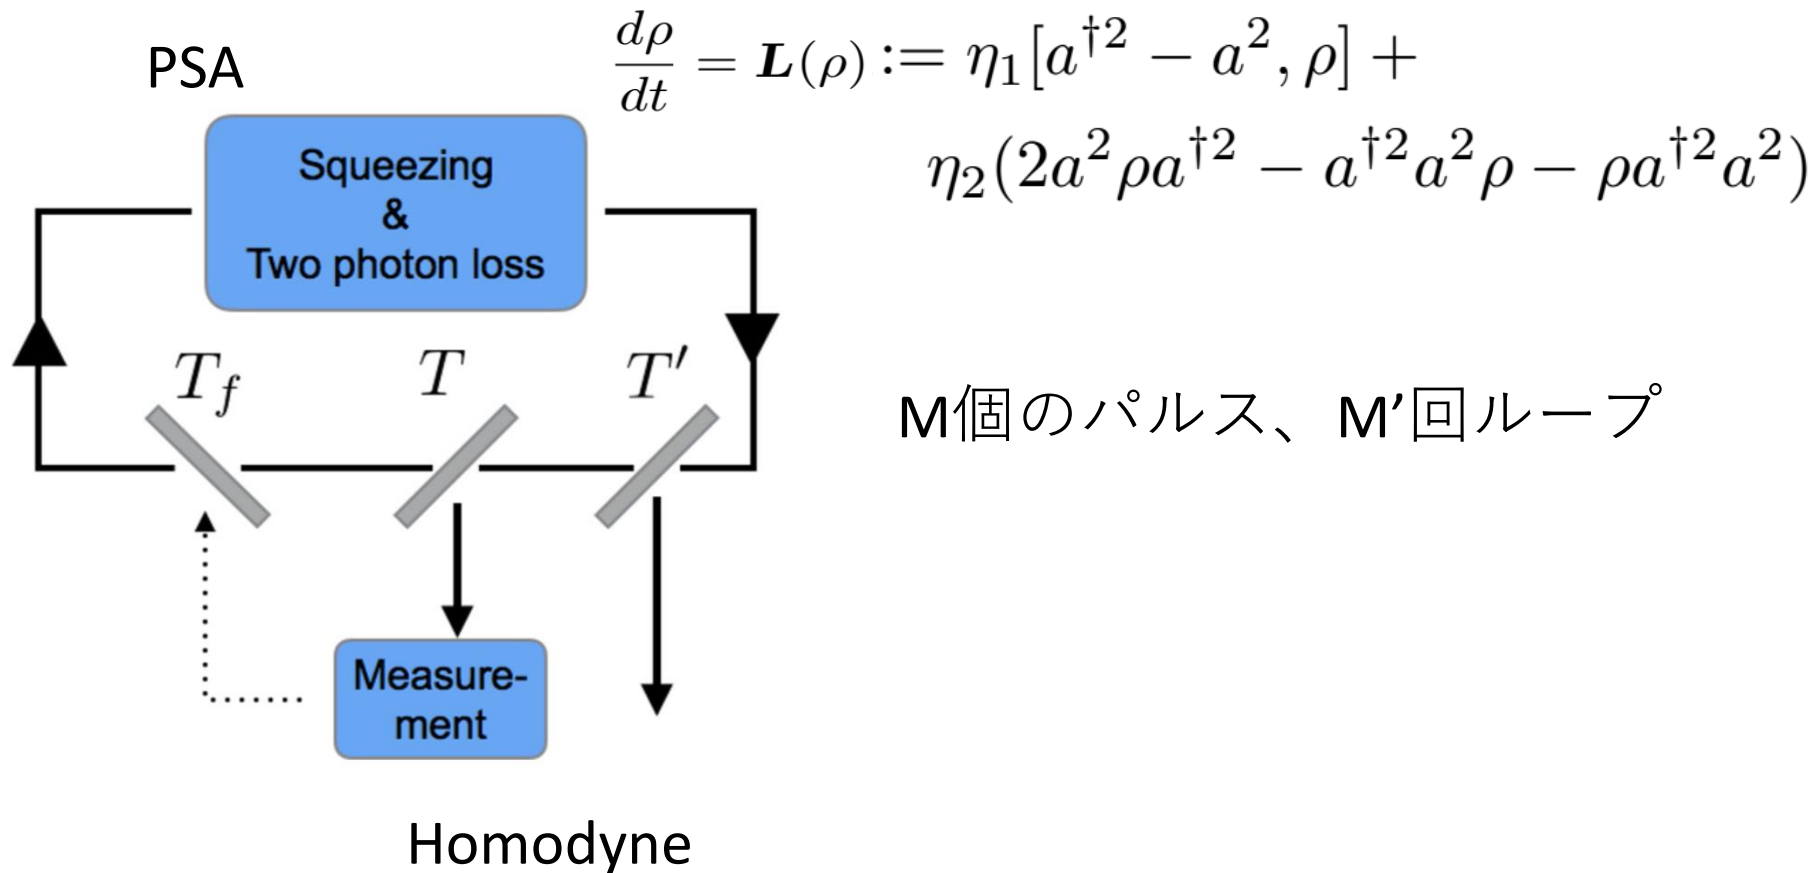 PSA
dρ/dt = L(ρ) := η₁[a†² − a², ρ] +
η₂(2a²ρa†² − a†²a²ρ − ρa†²a²)
Squeezing
&
Two photon loss
T_f
T
T′
M個のパルス、M’回ループ
Measure-
ment
Homodyne